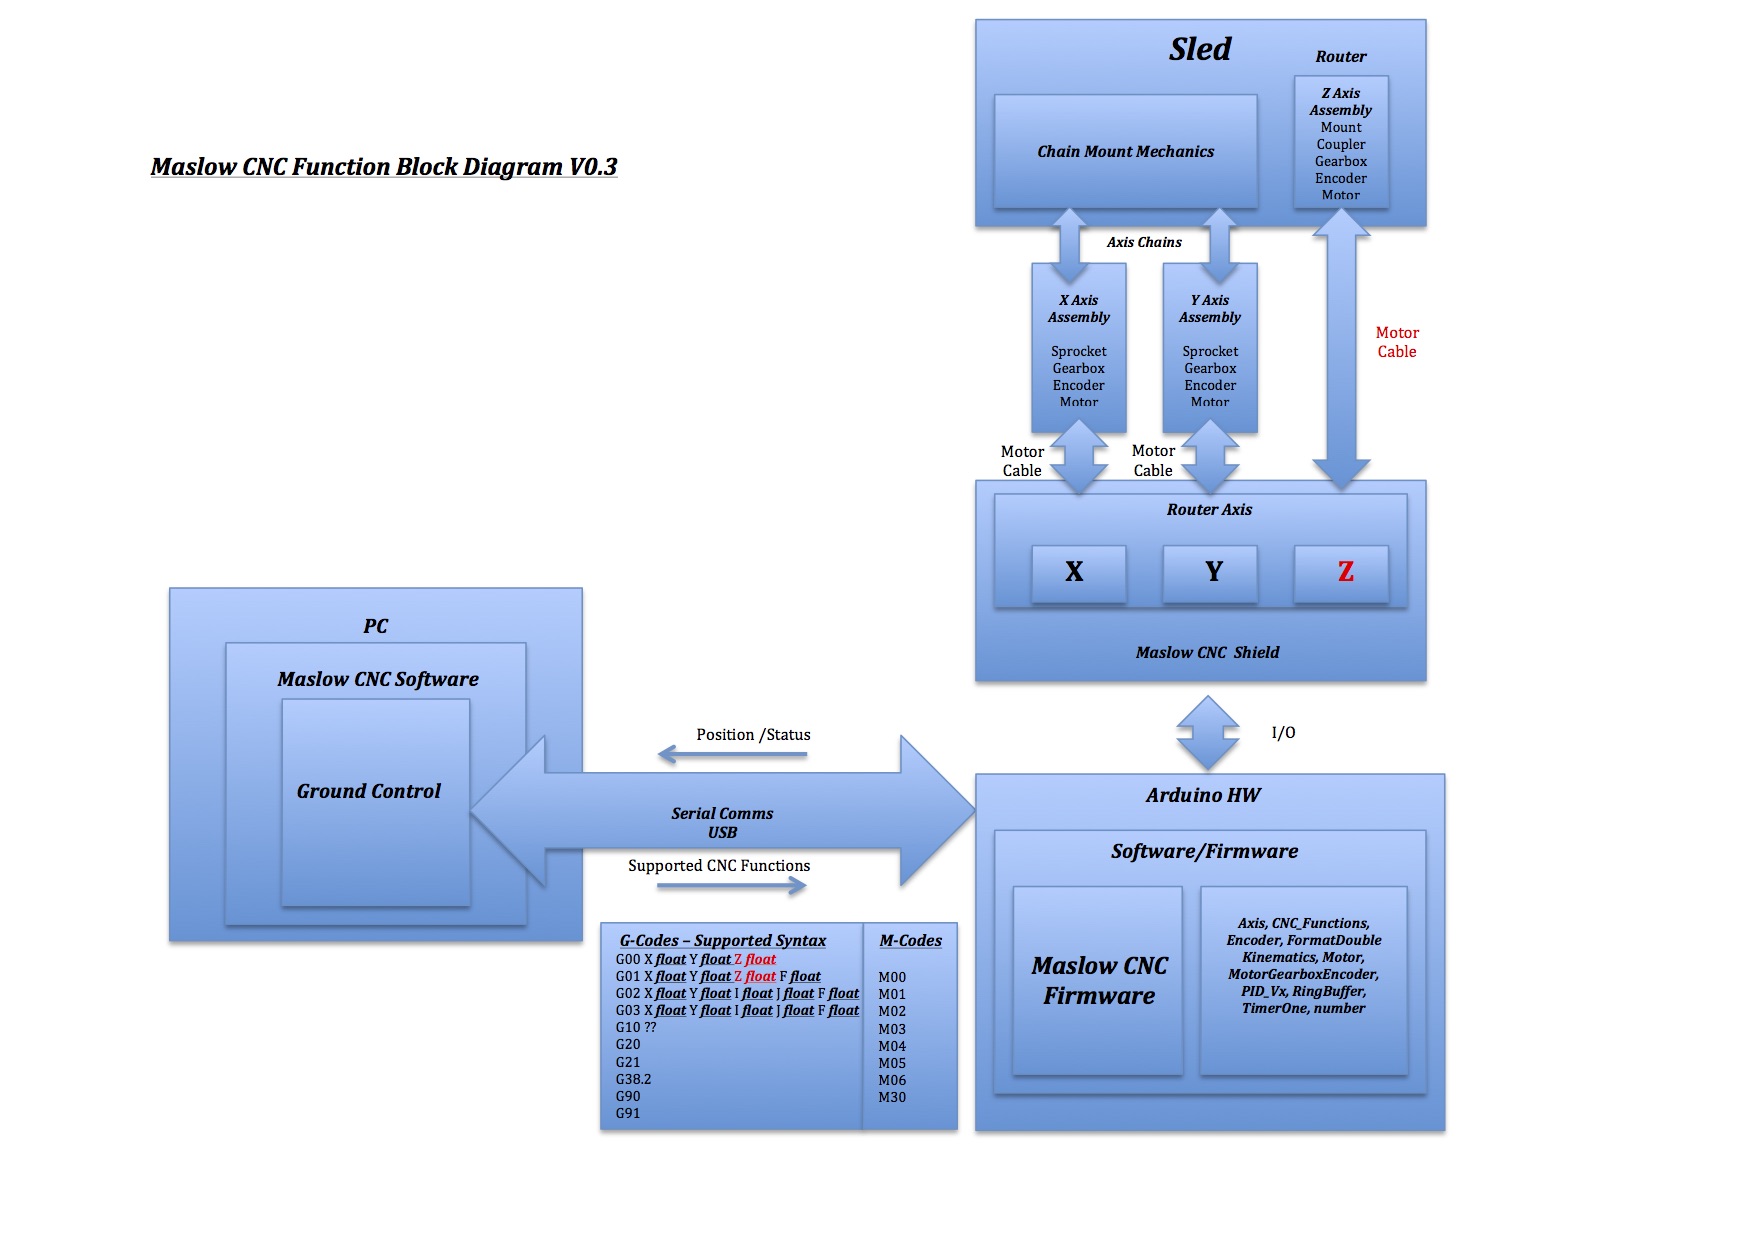 Maslow CNC Function Block Diagram V0.3
Sled
Router
Chain Mount Mechanics
Z Axis
Assembly
Mount
Coupler
Gearbox
Encoder
Motor
Axis Chains
X Axis
Assembly
Sprocket
Gearbox
Encoder
Motor
Y Axis
Assembly
Sprocket
Gearbox
Encoder
Motor
Motor
Cable
Motor
Cable
Motor
Cable
Router Axis
X
Y
Z
Maslow CNC Shield
I/O
PC
Maslow CNC Software
Ground Control
Position /Status
Serial Comms
USB
Supported CNC Functions
G-Codes – Supported Syntax
G00 X float Y float Z float
G01 X float Y float Z float F float
G02 X float Y float I float J float F float
G03 X float Y float I float J float F float
G10 ??
G20
G21
G38.2
G90
G91
M-Codes
M00
M01
M02
M03
M04
M05
M06
M30
Arduino HW
Software/Firmware
Maslow CNC
Firmware
Axis, CNC_Functions,
Encoder, FormatDouble
Kinematics, Motor,
MotorGearboxEncoder,
PID_Vx, RingBuffer,
TimerOne, number